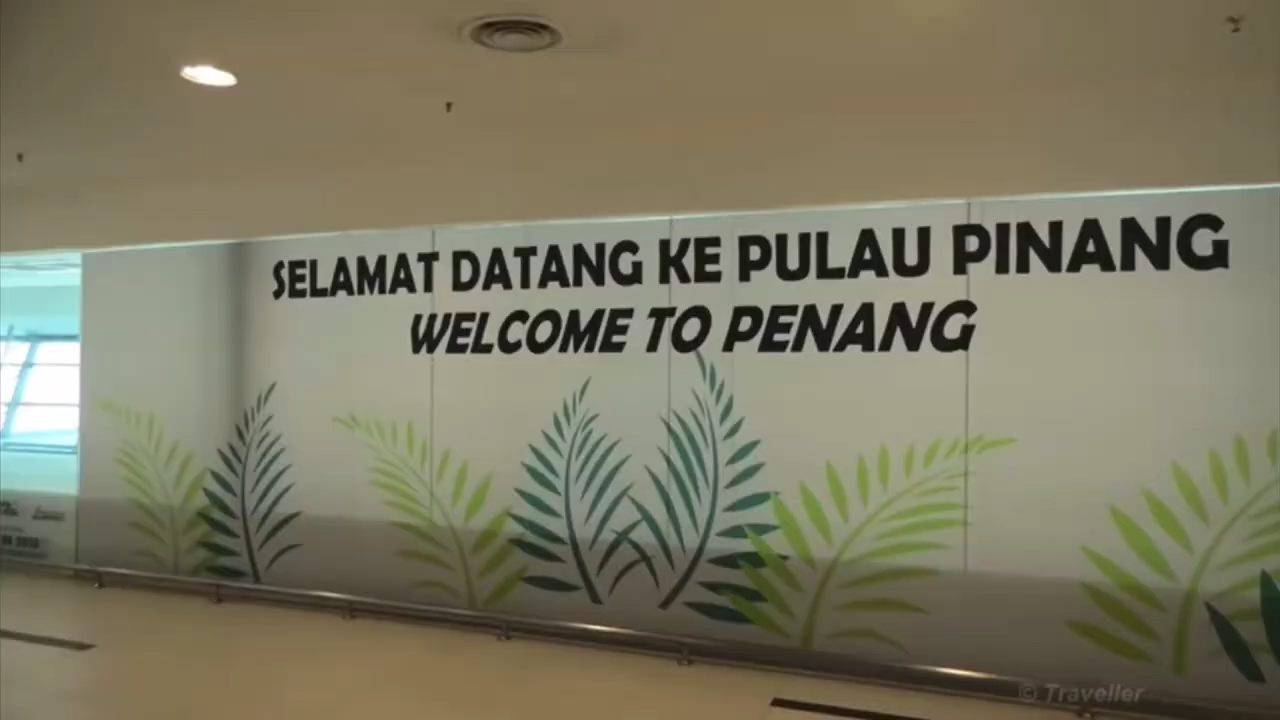 SELAMAT DATANG KE PULAU PINANG
WELCOME TO PENANG
© Traveller